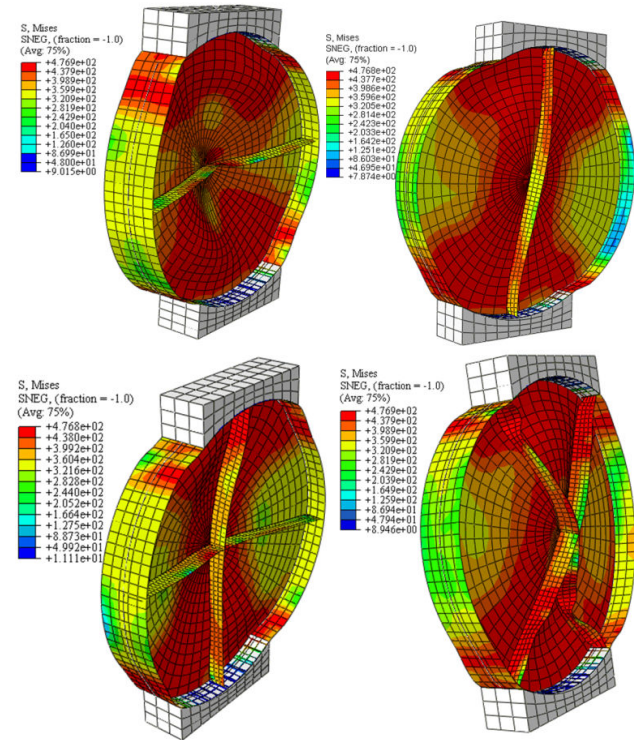 S, Mises
SNEG, (fraction = -1.0)
(Avg: 75%)
+4.769e+02
+4.379e+02
+3.989e+02
+3.599e+02
+3.209e+02
+2.819e+02
+2.429e+02
+2.040e+02
+1.650e+02
+1.260e+02
+8.699e+01
+4.800e+01
+9.015e+00
S, Mises
SNEG, (fraction = -1.0)
(Avg: 75%)
+4.768e+02
+4.377e+02
+3.986e+02
+3.596e+02
+3.205e+02
+2.814e+02
+2.423e+02
+2.033e+02
+1.642e+02
+1.251e+02
+8.603e+01
+4.695e+01
+7.874e+00
S, Mises
SNEG, (fraction = -1.0)
(Avg: 75%)
+4.768e+02
+4.380e+02
+3.992e+02
+3.604e+02
+3.216e+02
+2.828e+02
+2.440e+02
+2.052e+02
+1.664e+02
+1.275e+02
+8.873e+01
+4.992e+01
+1.111e+01
S, Mises
SNEG, (fraction = -1.0)
(Avg: 75%)
+4.769e+02
+4.379e+02
+3.989e+02
+3.599e+02
+3.209e+02
+2.819e+02
+2.429e+02
+2.039e+02
+1.649e+02
+1.259e+02
+8.694e+01
+4.794e+01
+8.946e+00